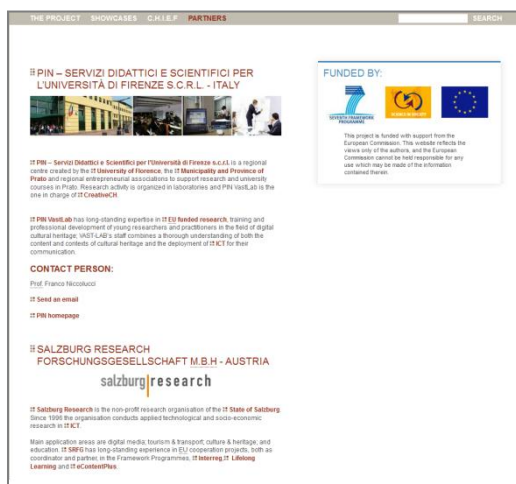 THE PROJECT SHOWCASES C.H.I.E.F PARTNERS SEARCH
PIN – SERVIZI DIDATTICI E SCIENTIFICI PER
L'UNIVERSITÀ DI FIRENZE S.C.R.L. - ITALY
PIN – Servizi Didattici e Scientifici per l'Università di Firenze s.c.r.l. is a regional
centre created by the University of Florence, the Municipality and Province of
Prato and regional entrepreneurial associations to support research and university
courses in Prato. Research activity is organized in laboratories and PIN VastLab is the
one in charge of CreativeCH.
PIN VastLab has long-standing expertise in EU funded research, training and
professional development of young researchers and practitioners in the field of digital
cultural heritage; VAST-LAB's staff combines a thorough understanding of both the
content and contexts of cultural heritage and the deployment of ICT for their
communication.
CONTACT PERSON:
Prof. Franco Niccolucci
Send an email
PIN homepage
SALZBURG RESEARCH
FORSCHUNGSGESELLSCHAFT M.B.H - AUSTRIA
salzburg research
Salzburg Research is the non-profit research organisation of the State of Salzburg.
Since 1996 the organisation conducts applied technological and socio-economic
research in ICT.
Main application areas are digital media, tourism & transport, culture & heritage, and
education. SRFG has long-standing experience in EU cooperation projects, both as
coordinator and partner, in the Framework Programmes, Interreg, Lifelong
Learning and eContentPlus.
FUNDED BY:
SEVENTH FRAMEWORK
PROGRAMME
This project is funded with support from the
European Commission. This website reflects the
views only of the authors, and the European
Commission cannot be held responsible for any
use which may be made of the information
contained therein.